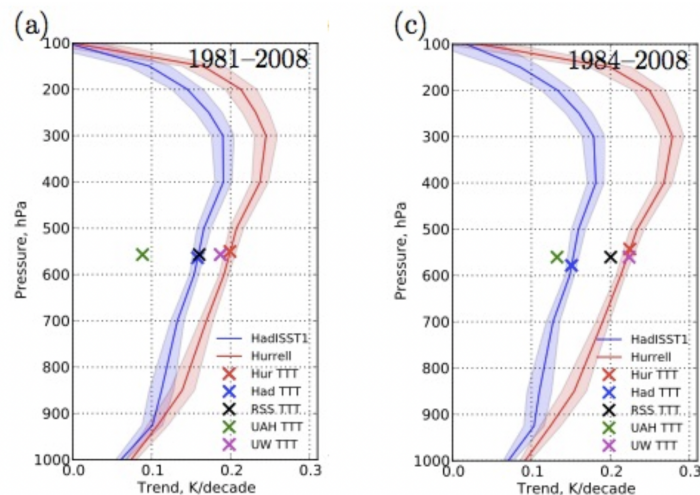 (a)
1981–2008
100
200
300
400
500
600
700
800
900
1000
Pressure, hPa
HadISST1
Hurrell
Hur TTT
Had TTT
RSS TTT
UAH TTT
UW TTT
0.0 0.1 0.2 0.3
Trend, K/decade
(c)
1984–2008
100
200
300
400
500
600
700
800
900
1000
Pressure, hPa
HadISST1
Hurrell
Hur TTT
Had TTT
RSS TTT
UAH TTT
UW TTT
0.0 0.1 0.2 0.3
Trend, K/decade